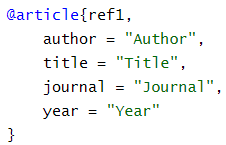 @article{ref1,
    author = "Author",
    title = "Title",
    journal = "Journal",
    year = "Year"
}